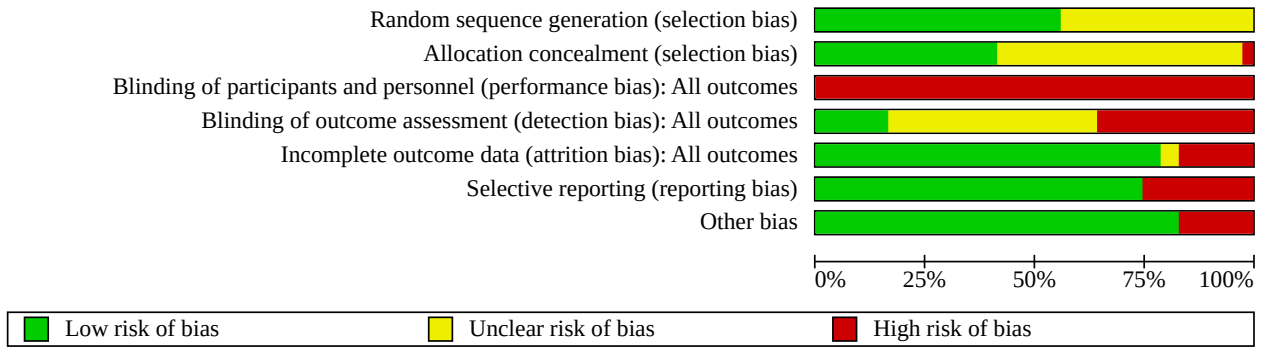 Random sequence generation (selection bias)
Allocation concealment (selection bias)
Blinding of participants and personnel (performance bias): All outcomes
Blinding of outcome assessment (detection bias): All outcomes
Incomplete outcome data (attrition bias): All outcomes
Selective reporting (reporting bias)
Other bias
0% 25% 50% 75% 100%
Low risk of bias Unclear risk of bias High risk of bias